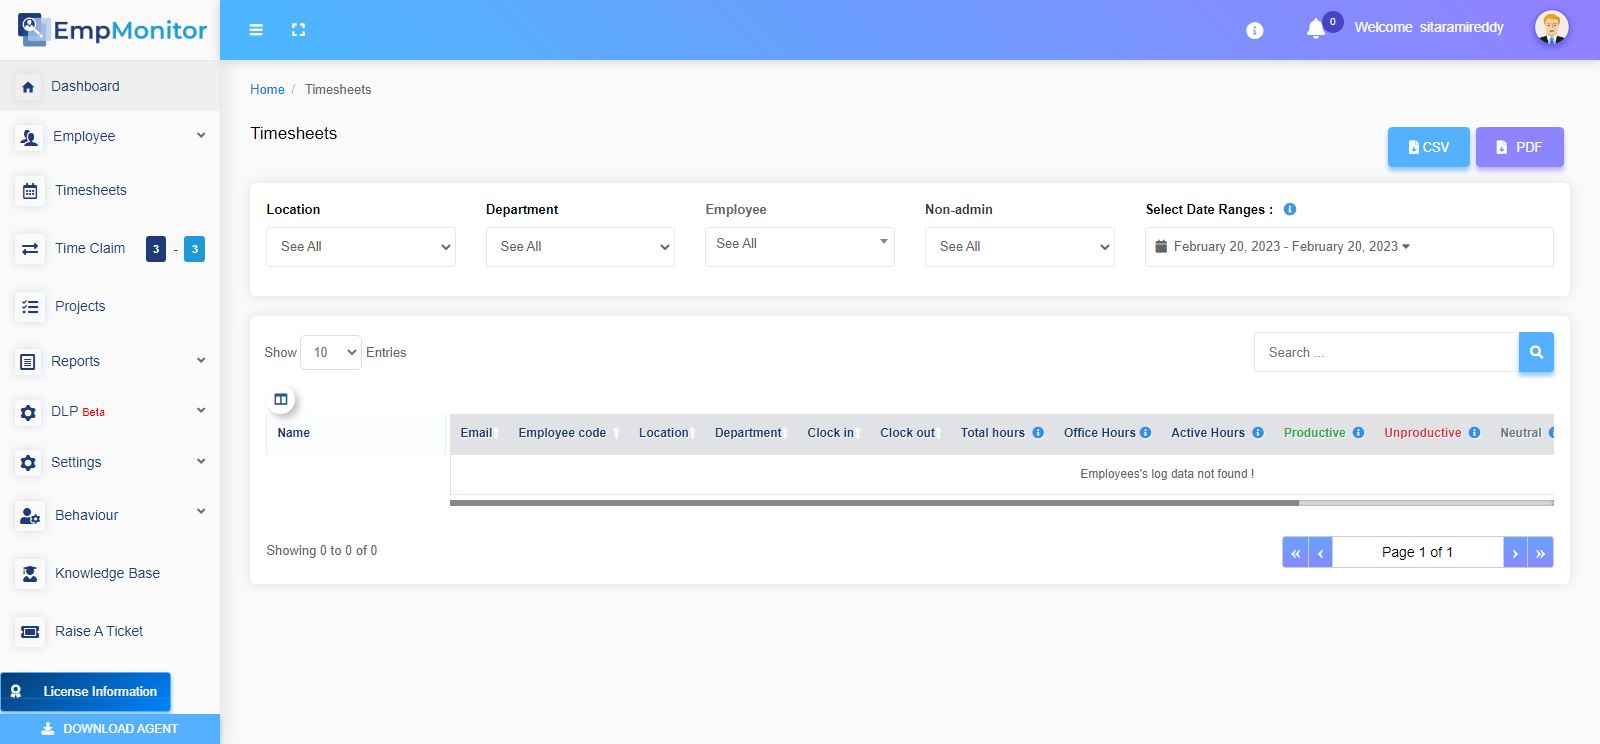 EmpMonitor
0
Welcome sitaramireddy
Dashboard
Employee
Timesheets
Time Claim 3 - 3
Projects
Reports
DLP Beta
Settings
Behaviour
Knowledge Base
Raise A Ticket
License Information
DOWNLOAD AGENT
Home / Timesheets
Timesheets
CSV PDF
Location Department Employee Non-admin Select Date Ranges :
See All See All See All See All February 20, 2023 - February 20, 2023
Show 10 Entries
Search ...
Name Email Employee code Location Department Clock in Clock out Total hours Office Hours Active Hours Productive Unproductive Neutral
Employees's log data not found !
Showing 0 to 0 of 0
« ‹ Page 1 of 1 › »